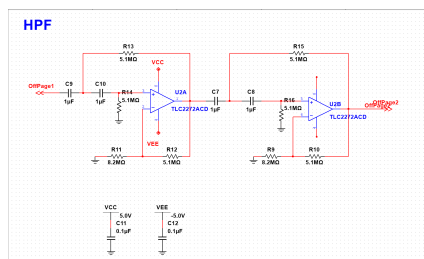 HPF
R13
5.1MΩ
R15
5.1MΩ
VCC
C9
1µF
C10
1µF
OffPage1
R14
5.1MΩ
U2A
TLC2272ACD
VEE
C7
1µF
C8
1µF
R16
5.1MΩ
U2B
TLC2272ACD
OffPage2
R11
8.2MΩ
R12
5.1MΩ
R9
8.2MΩ
R10
5.1MΩ
VCC
5.0V
C11
0.1µF
VEE
-5.0V
C12
0.1µF